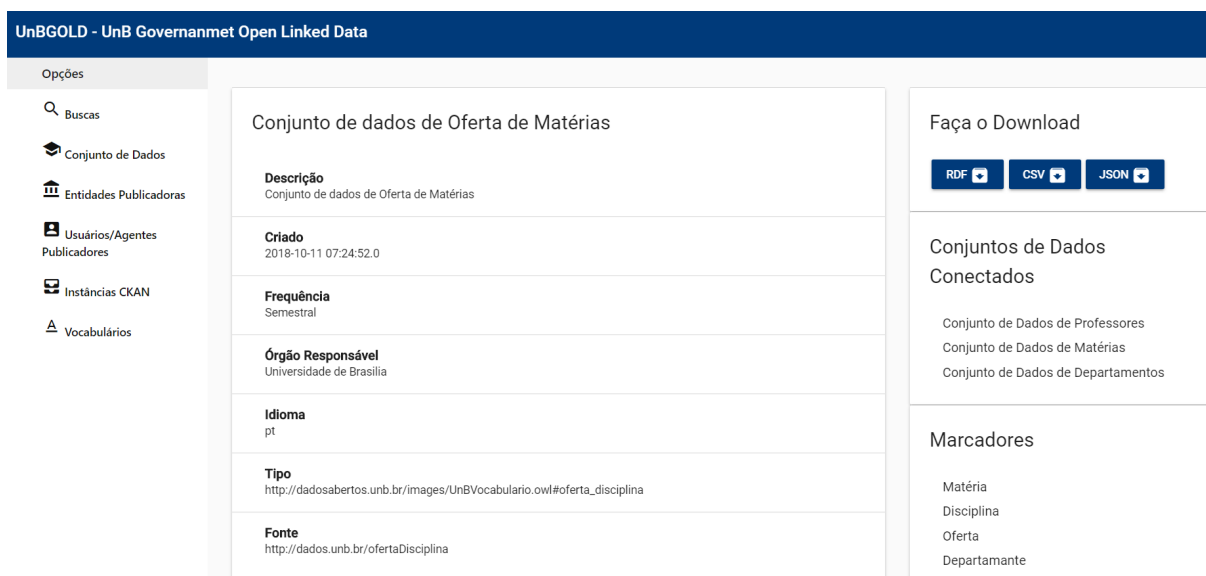 UnBGOLD - UnB Governanmet Open Linked Data
Opções
Buscas
Conjunto de Dados
Entidades Publicadoras
Usuários/Agentes
Publicadores
Instâncias CKAN
Vocabulários
Conjunto de dados de Oferta de Matérias
Descrição
Conjunto de dados de Oferta de Matérias
Criado
2018-10-11 07:24:52.0
Frequência
Semestral
Órgão Responsável
Universidade de Brasilia
Idioma
pt
Tipo
http://dadosabertos.unb.br/images/UnBVocabulario.owl#oferta_disciplina
Fonte
http://dados.unb.br/ofertaDisciplina
Faça o Download
RDF
CSV
JSON
Conjuntos de Dados
Conectados
Conjunto de Dados de Professores
Conjunto de Dados de Matérias
Conjunto de Dados de Departamentos
Marcadores
Matéria
Disciplina
Oferta
Departamante